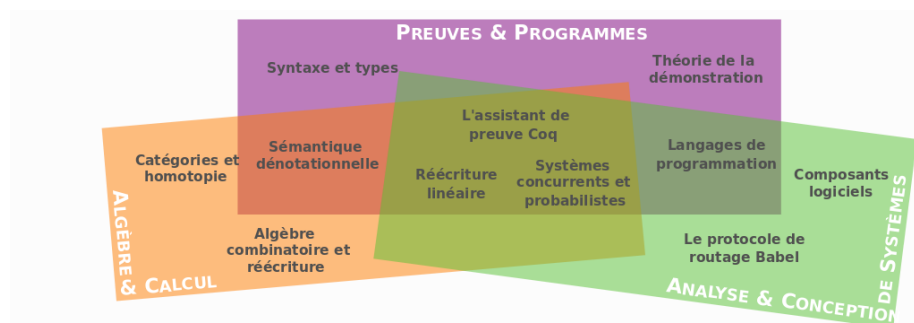 PREUVES & PROGRAMMES
Syntaxe et types
Théorie de la
démonstration
L'assistant de
preuve Coq
Catégories et
homotopie
Sémantique
dénotationnelle
Réécriture
linéaire
Systèmes
concurrents et
probabilistes
Langages de
programmation
Composants
logiciels
Algèbre
combinatoire et
réécriture
Le protocole de
routage Babel
ALGÈBRE
& CALCUL
ANALYSE & CONCEPTION
DE SYSTÈMES